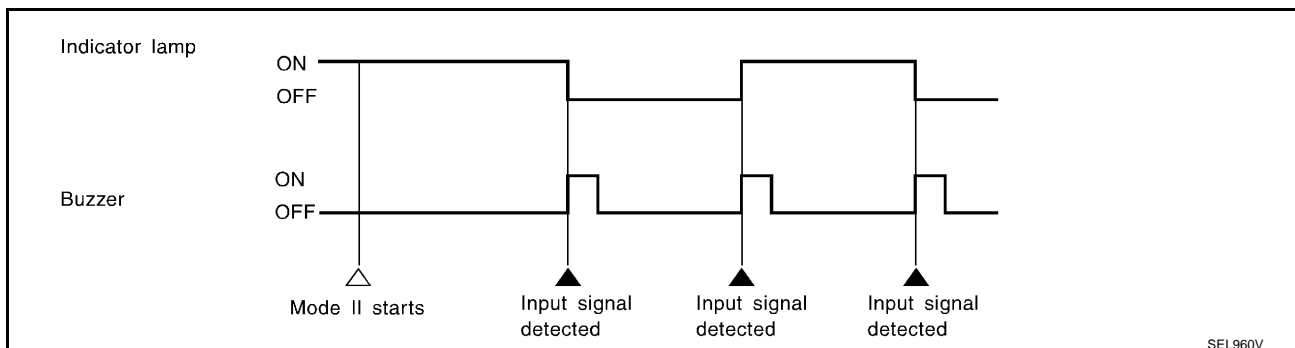 Indicator lamp
ON
OFF
Buzzer
ON
OFF
Mode II starts
Input signal
detected
Input signal
detected
Input signal
detected
SEL960V